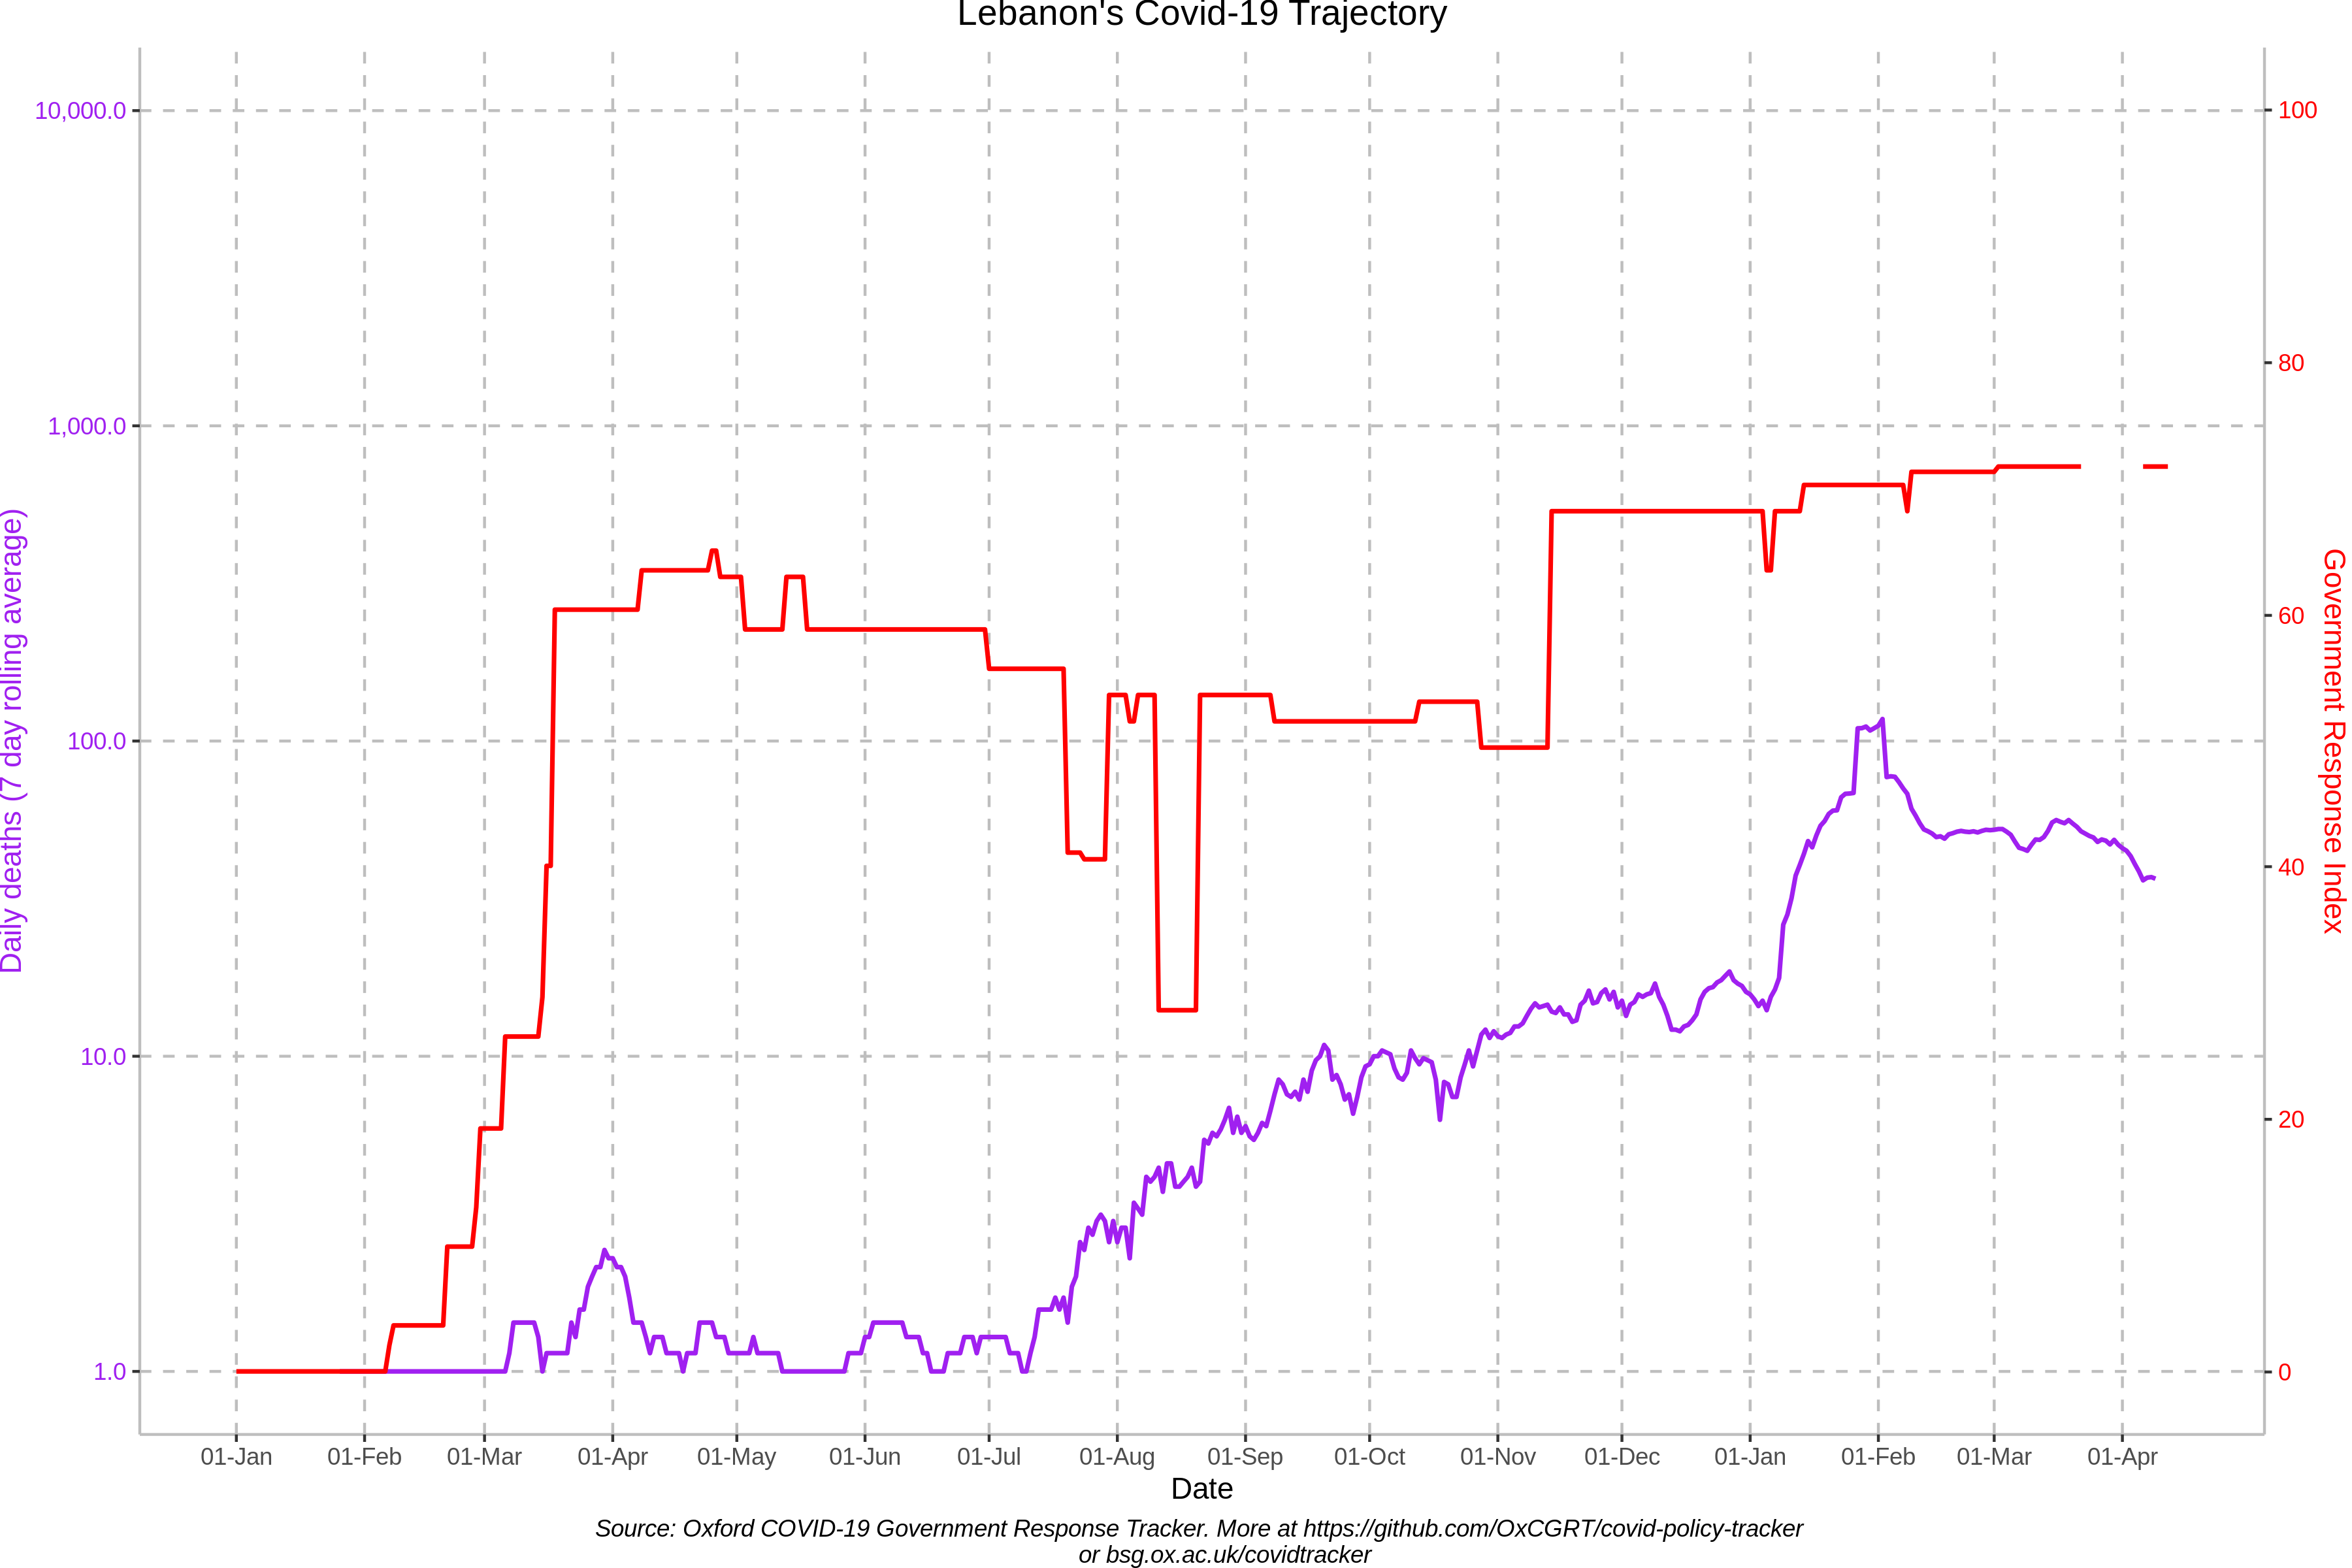 Lebanon's Covid-19 Trajectory
Daily deaths (7 day rolling average)
10,000.0
1,000.0
100.0
10.0
1.0
100
80
60
40
20
0
Government Response Index
01-Jan 01-Feb 01-Mar 01-Apr 01-May 01-Jun 01-Jul 01-Aug 01-Sep 01-Oct 01-Nov 01-Dec 01-Jan 01-Feb 01-Mar 01-Apr
Date
Source: Oxford COVID-19 Government Response Tracker. More at https://github.com/OxCGRT/covid-policy-tracker
or bsg.ox.ac.uk/covidtracker